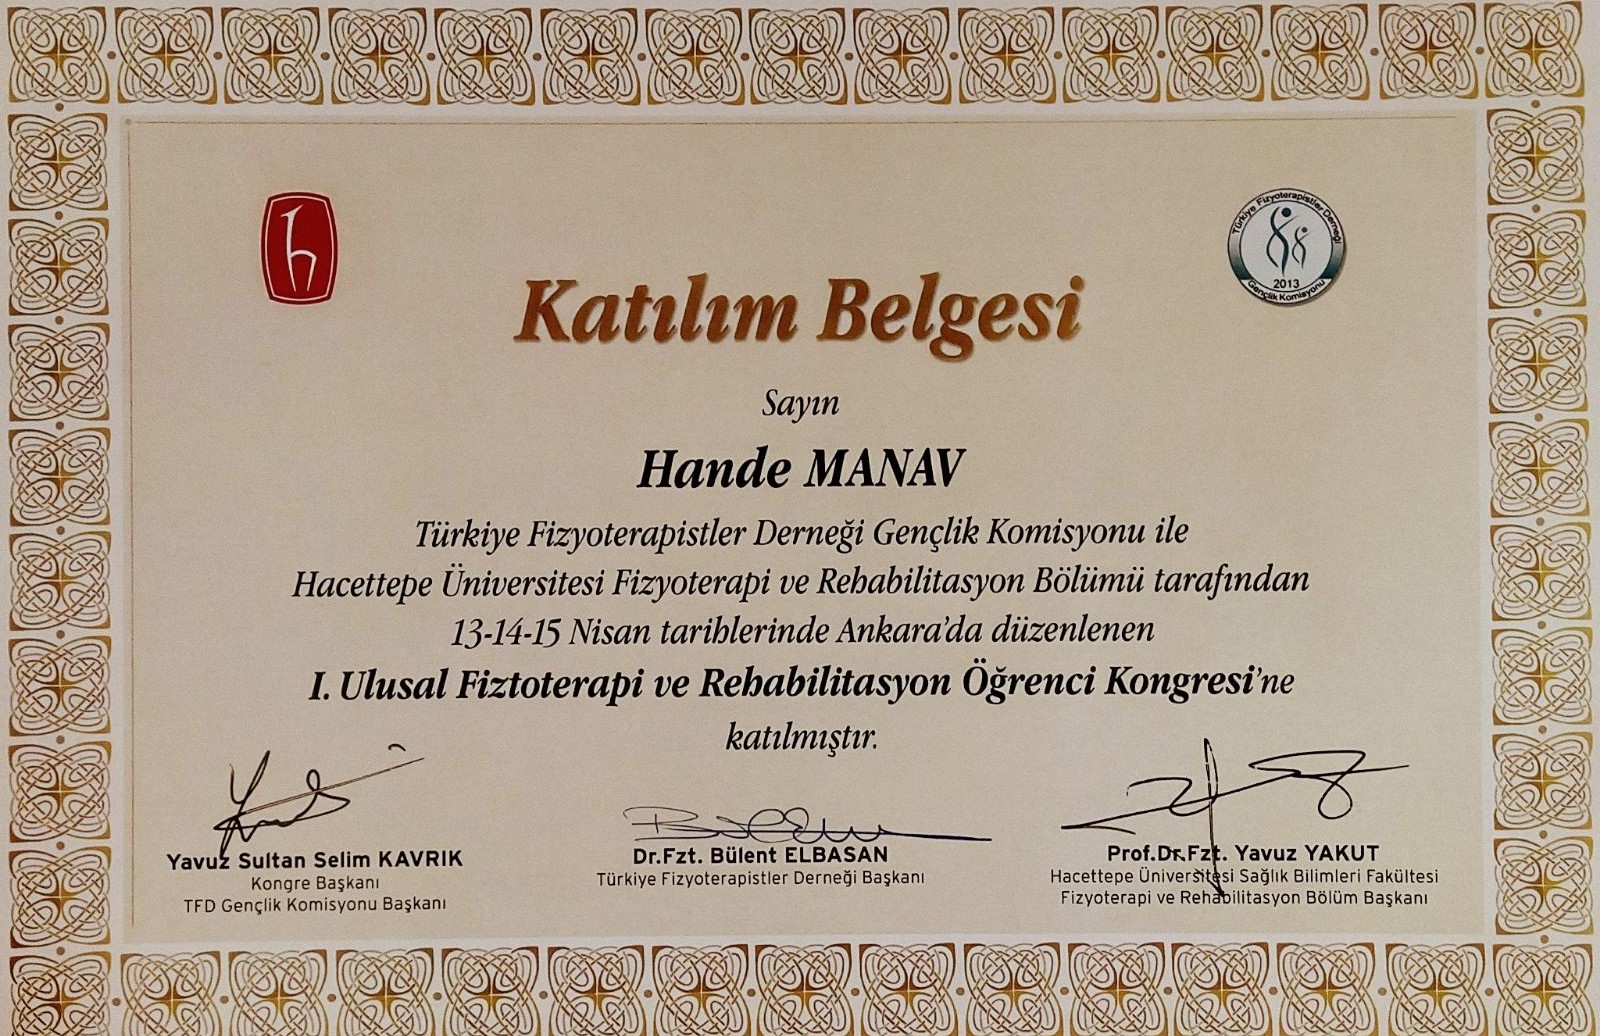 Türkiye Fizyoterapistler Derneği
2013
Gençlik Komisyonu
Katılım Belgesi
Sayın
Hande MANAV
Türkiye Fizyoterapistler Derneği Gençlik Komisyonu ile
Hacettepe Üniversitesi Fizyoterapi ve Rehabilitasyon Bölümü tarafından
13-14-15 Nisan tarihlerinde Ankara'da düzenlenen
I. Ulusal Fiztoterapi ve Rehabilitasyon Öğrenci Kongresi'ne
katılmıştır.
Yavuz Sultan Selim KAVRIK
Kongre Başkanı
TFD Gençlik Komisyonu Başkanı
Dr.Fzt. Bülent ELBASAN
Türkiye Fizyoterapistler Derneği Başkanı
Prof.Dr.Fzt. Yavuz YAKUT
Hacettepe Üniversitesi Sağlık Bilimleri Fakültesi
Fizyoterapi ve Rehabilitasyon Bölüm Başkanı